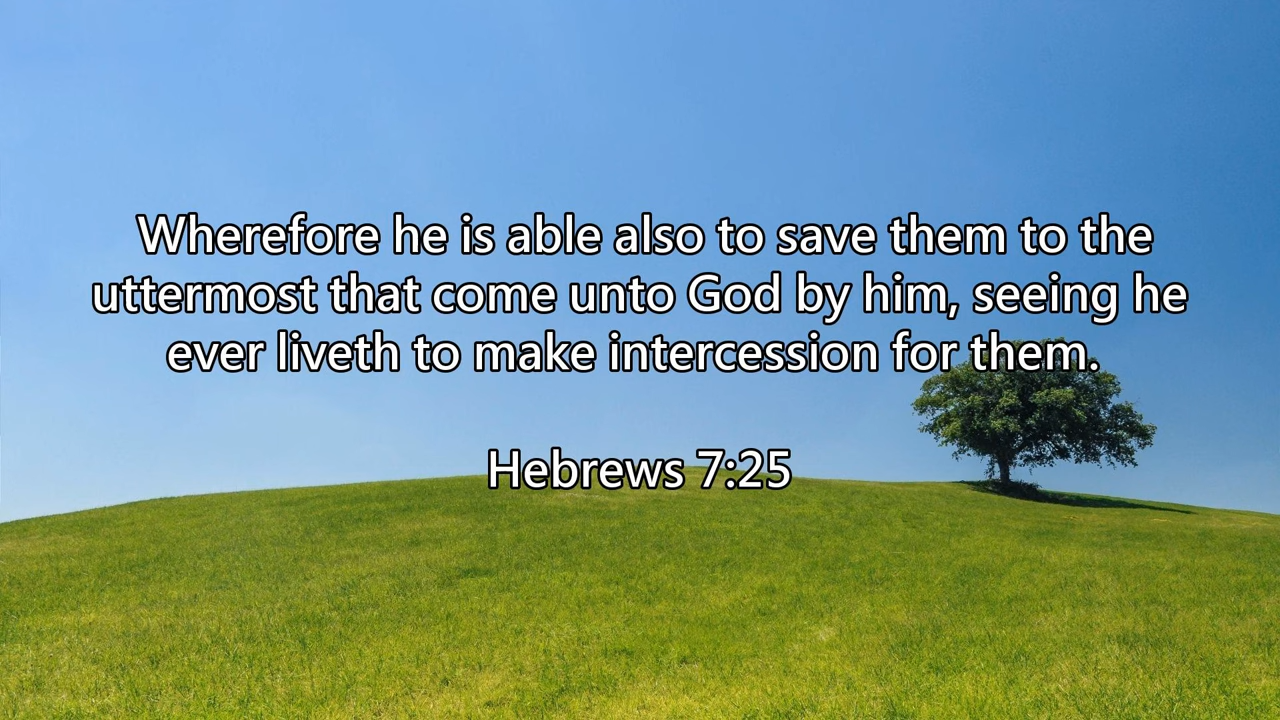 Wherefore he is able also to save them to the
uttermost that come unto God by him, seeing he
ever liveth to make intercession for them.
Hebrews 7:25